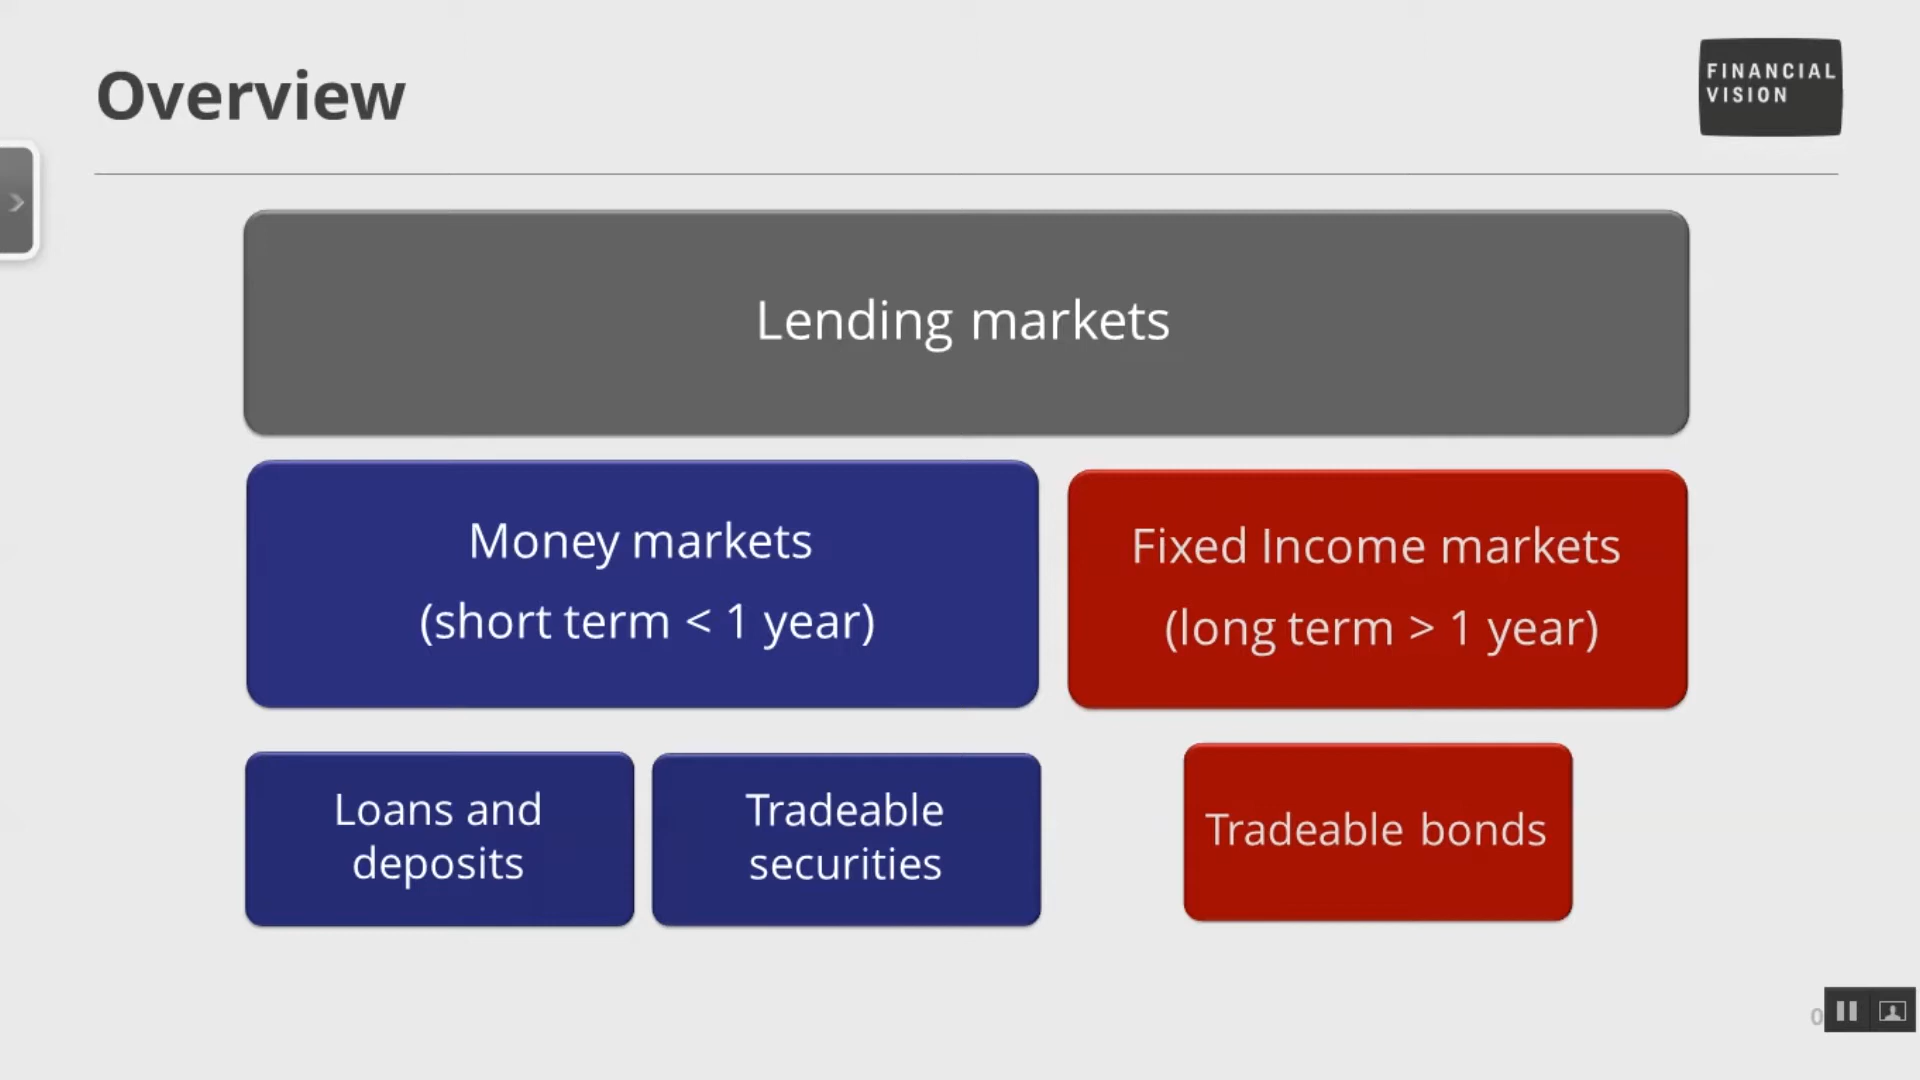 Overview
FINANCIAL
VISION
Lending markets
Money markets
(short term < 1 year)
Fixed Income markets
(long term > 1 year)
Loans and
deposits
Tradeable
securities
Tradeable bonds
0